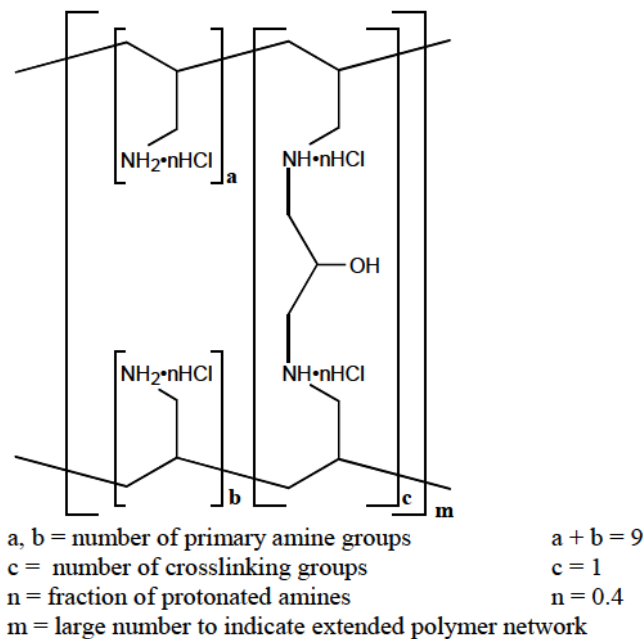 NH2•nHCl NH•nHCl
a
OH
NH2•nHCl NH•nHCl
b c
m
a, b = number of primary amine groups a + b = 9
c = number of crosslinking groups c = 1
n = fraction of protonated amines n = 0.4
m = large number to indicate extended polymer network